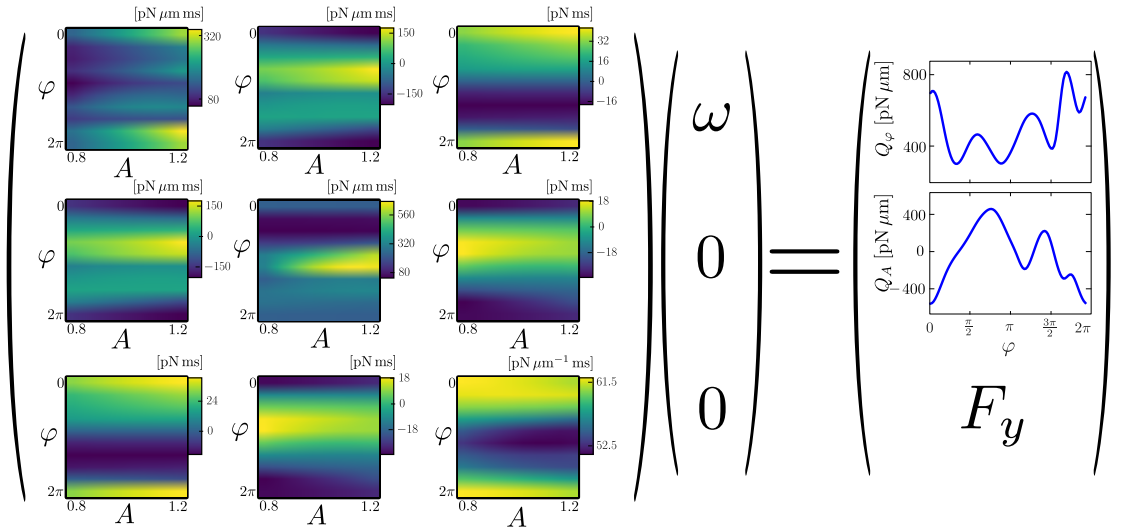 [pN μm ms] [pN μm ms] [pN ms]
0 320 150 32
φ φ 0 16
80 −150 φ 0
−16
2π 2π 2π
0.8 1.2 0.8 1.2 0.8 1.2
A A A
[pN μm ms] [pN μm ms] [pN ms]
0 150 0 560 0 18
φ 0 φ 320 φ −18
−150 80
2π 2π 2π
0.8 1.2 0.8 1.2 0.8 1.2
A A A
[pN ms] [pN ms] [pN μm⁻¹ ms]
0 24 0 18 0 61.5
φ 0 φ 0 φ 52.5
−18
2π 2π 2π
0.8 1.2 0.8 1.2 0.8 1.2
A A A
ω
0
0
=
Q_φ [pN μm]
800
400
Q_A [pN μm]
400
0
−400
0 π/2 π 3π/2 2π
φ
F_y